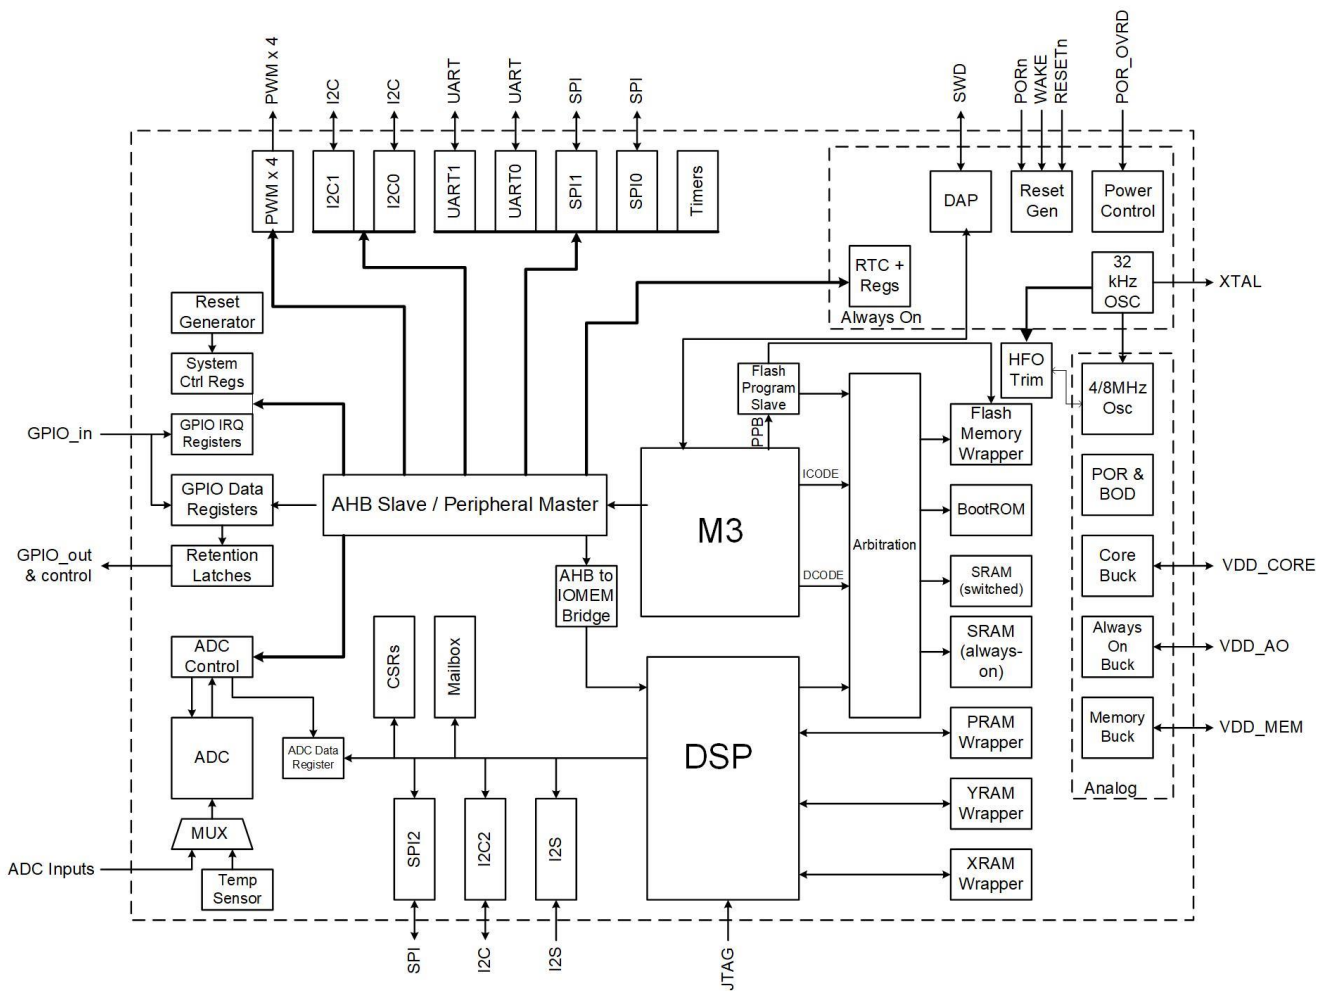 PWM x 4
I2C
I2C
UART
UART
SPI
SPI
SWD
PORn
WAKE
RESETn
POR_OVRD
PWM x 4
I2C1
I2C0
UART1
UART0
SPI1
SPI0
Timers
DAP
Reset
Gen
Power
Control
RTC +
Regs
Always On
32
kHz
OSC
XTAL
Reset
Generator
System
Ctrl Regs
GPIO IRQ
Registers
GPIO_in
GPIO Data
Registers
GPIO_out
& control
Retention
Latches
AHB Slave / Peripheral Master
AHB to
IOMEM
Bridge
Flash
Program
Slave
PPB
M3
ICODE
DCODE
Arbitration
HFO
Trim
4/8MHz
Osc
Flash
Memory
Wrapper
BootROM
SRAM
(switched)
SRAM
(always-
on)
PRAM
Wrapper
YRAM
Wrapper
XRAM
Wrapper
POR &
BOD
Core
Buck
VDD_CORE
Always
On
Buck
VDD_AO
Memory
Buck
VDD_MEM
Analog
ADC
Control
ADC
ADC Data
Register
MUX
ADC Inputs
Temp
Sensor
CSRs
Mailbox
DSP
SPI2
I2C2
I2S
SPI
I2C
I2S
JTAG